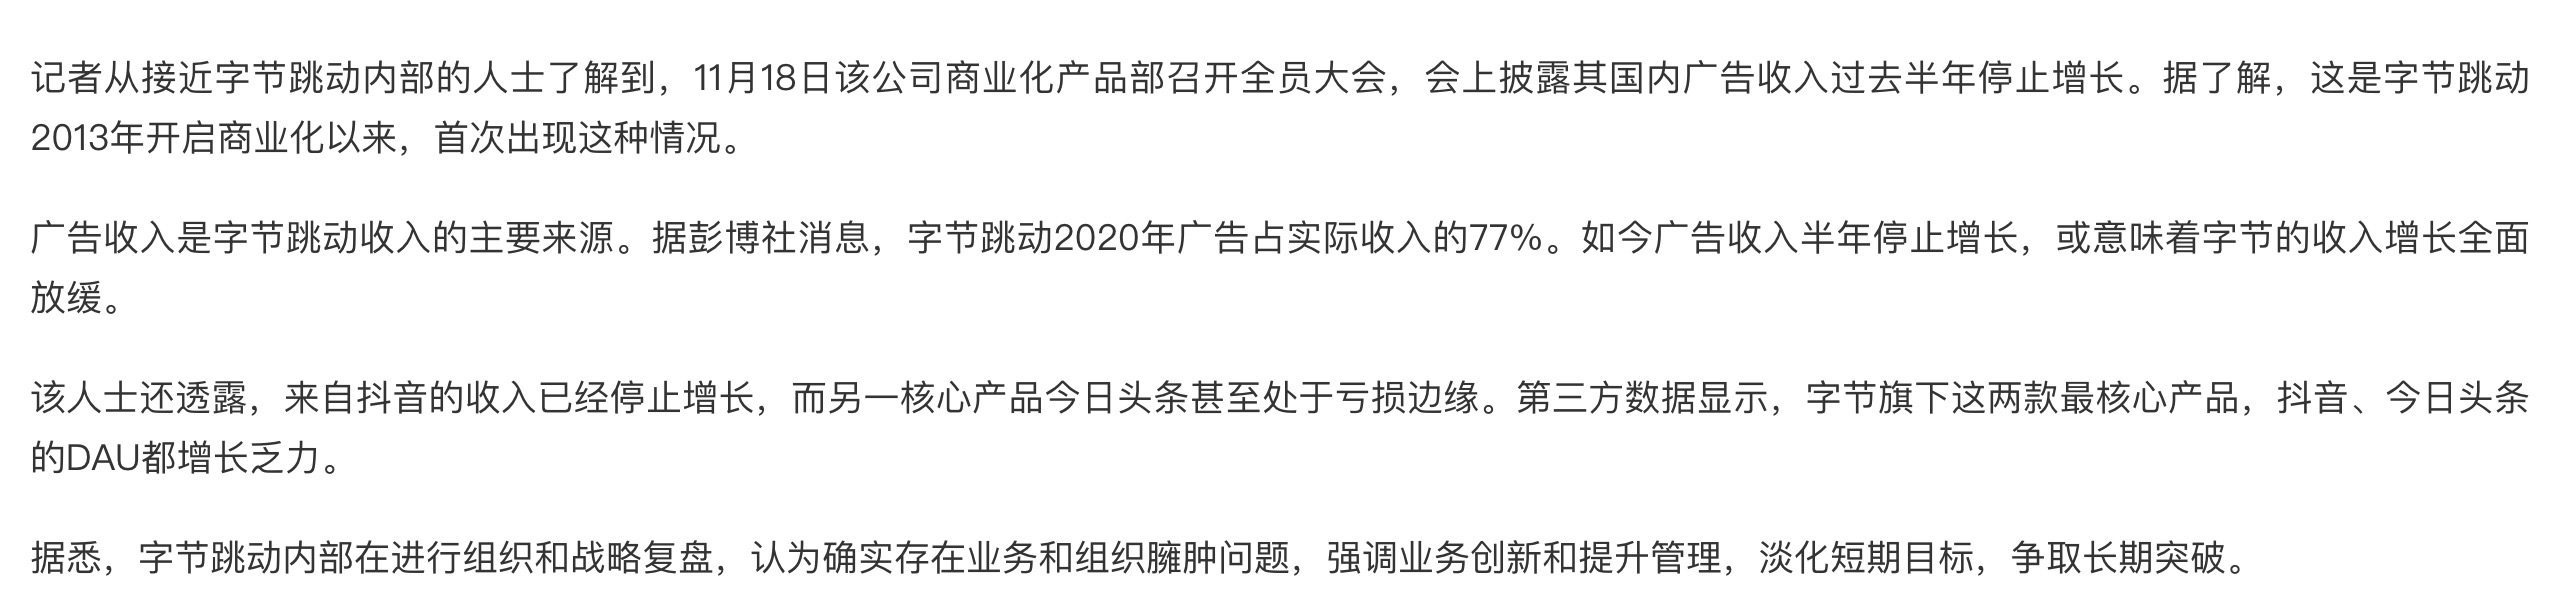 记者从接近字节跳动内部的人士了解到，11月18日该公司商业化产品部召开全员大会，会上披露其国内广告收入过去半年停止增长。据了解，这是字节跳动
2013年开启商业化以来，首次出现这种情况。
广告收入是字节跳动收入的主要来源。据彭博社消息，字节跳动2020年广告占实际收入的77%。如今广告收入半年停止增长，或意味着字节的收入增长全面
放缓。
该人士还透露，来自抖音的收入已经停止增长，而另一核心产品今日头条甚至处于亏损边缘。第三方数据显示，字节旗下这两款最核心产品，抖音、今日头条
的DAU都增长乏力。
据悉，字节跳动内部在进行组织和战略复盘，认为确实存在业务和组织臃肿问题，强调业务创新和提升管理，淡化短期目标，争取长期突破。